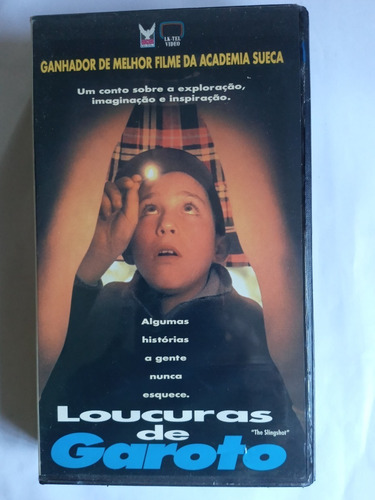 LK-TEL
VIDEO
GANHADOR DE MELHOR FILME DA ACADEMIA SUECA
Um conto sobre a exploração,
imaginação e inspiração.
Algumas
histórias
a gente
nunca
esquece.
Loucuras
de
"The Slingshot"
Garoto